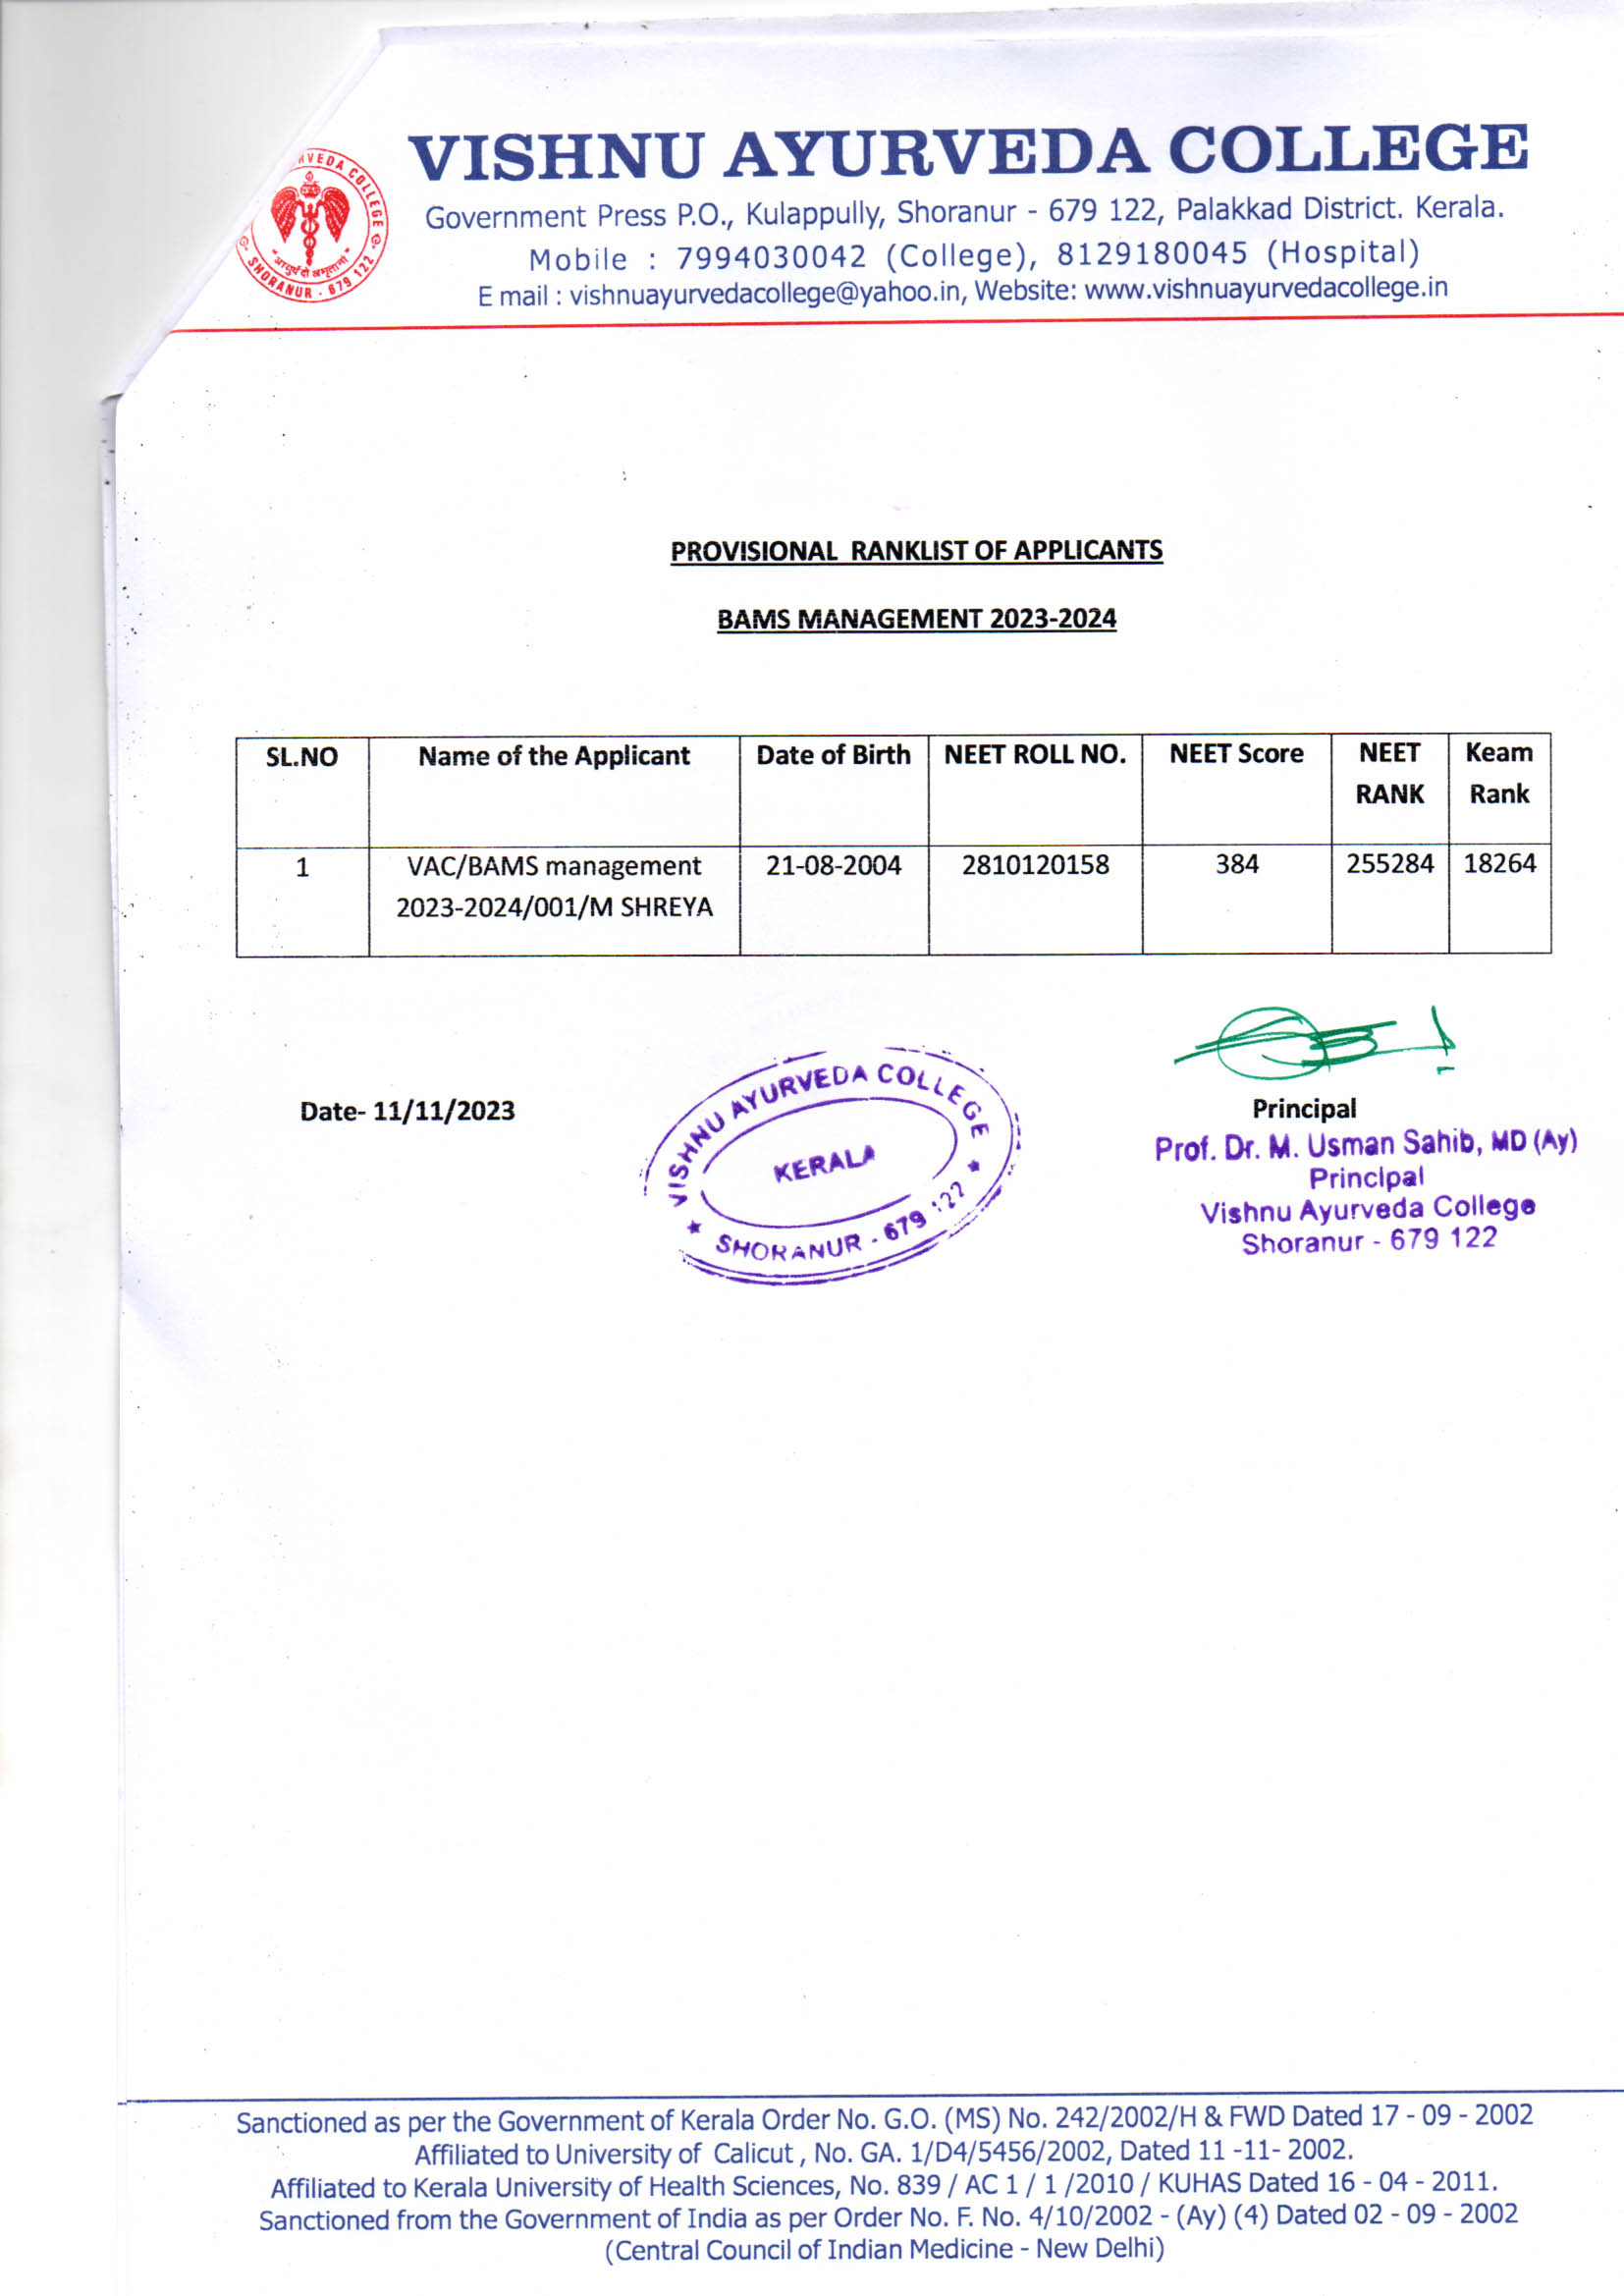 VISHNU AYURVEDA COLLEGE
Government Press P.O., Kulappully, Shoranur - 679 122, Palakkad District. Kerala.
Mobile : 7994030042 (College), 8129180045 (Hospital)
E mail : vishnuayurvedacollege@yahoo.in, Website: www.vishnuayurvedacollege.in
COLLEGE
SHORANUR - 679 122
PROVISIONAL RANKLIST OF APPLICANTS
BAMS MANAGEMENT 2023-2024
SL.NO Name of the Applicant Date of Birth NEET ROLL NO. NEET Score NEET RANK Keam Rank
1 VAC/BAMS management 21-08-2004 2810120158 384 255284 18264
2023-2024/001/M SHREYA
Date- 11/11/2023
VISHNU AYURVEDA COLLEGE
KERALA
SHORANUR - 679 122
Principal
Prof. Dr. M. Usman Sahib, MD (Ay)
Principal
Vishnu Ayurveda College
Shoranur - 679 122
Sanctioned as per the Government of Kerala Order No. G.O. (MS) No. 242/2002/H & FWD Dated 17 - 09 - 2002
Affiliated to University of Calicut , No. GA. 1/D4/5456/2002, Dated 11 -11- 2002.
Affiliated to Kerala University of Health Sciences, No. 839 / AC 1 / 1 /2010 / KUHAS Dated 16 - 04 - 2011.
Sanctioned from the Government of India as per Order No. F. No. 4/10/2002 - (Ay) (4) Dated 02 - 09 - 2002
(Central Council of Indian Medicine - New Delhi)